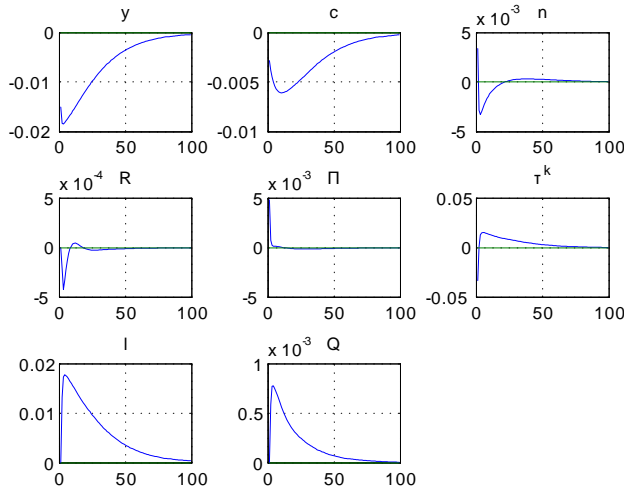 y c n
0 0 5 x 10^-3
-0.01 -0.005 0
-0.02 -0.01 -5
0 50 100 0 50 100 0 50 100
R Π τ^k
5 x 10^-4 5 x 10^-3 0.05
0 0 0
-5 -5 -0.05
0 50 100 0 50 100 0 50 100
I Q
0.02 1 x 10^-3
0.01 0.5
0 0
0 50 100 0 50 100